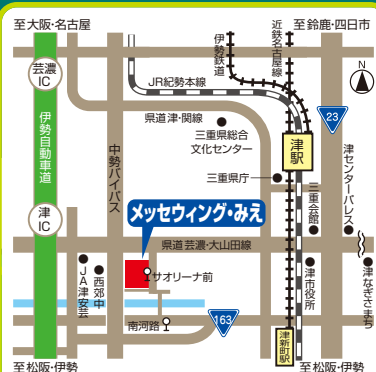 至大阪・名古屋
近鉄名古屋線
至鈴鹿・四日市
伊勢鉄道
芸濃
IC
JR紀勢本線
N
県道津・関線
23
伊勢自動車道
中勢バイパス
三重県総合
文化センター
津駅
津センターパレス
三重県庁
三重会館
津
IC
メッセウィング・みえ
県道芸濃・大山田線
JA津安芸
西郊中
サオリーナ前
津市役所
津なぎさまち
南河路
163
津新町駅
至松阪・伊勢
至松阪・伊勢